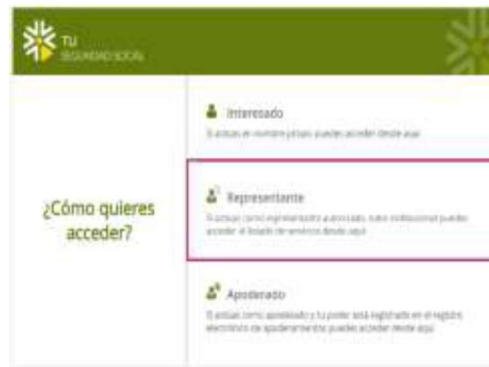 TU
SEGURIDAD SOCIAL
¿Cómo quieres
acceder?
Interesado
Si actúas en nombre propio puedes acceder desde aquí
Representante
Si actúas como representante autorizado, tutor institucional puedes
acceder al listado de servicios desde aquí
Apoderado
Si actúas como apoderado y tu poder está registrado en el registro
electrónico de apoderamientos puedes acceder desde aquí